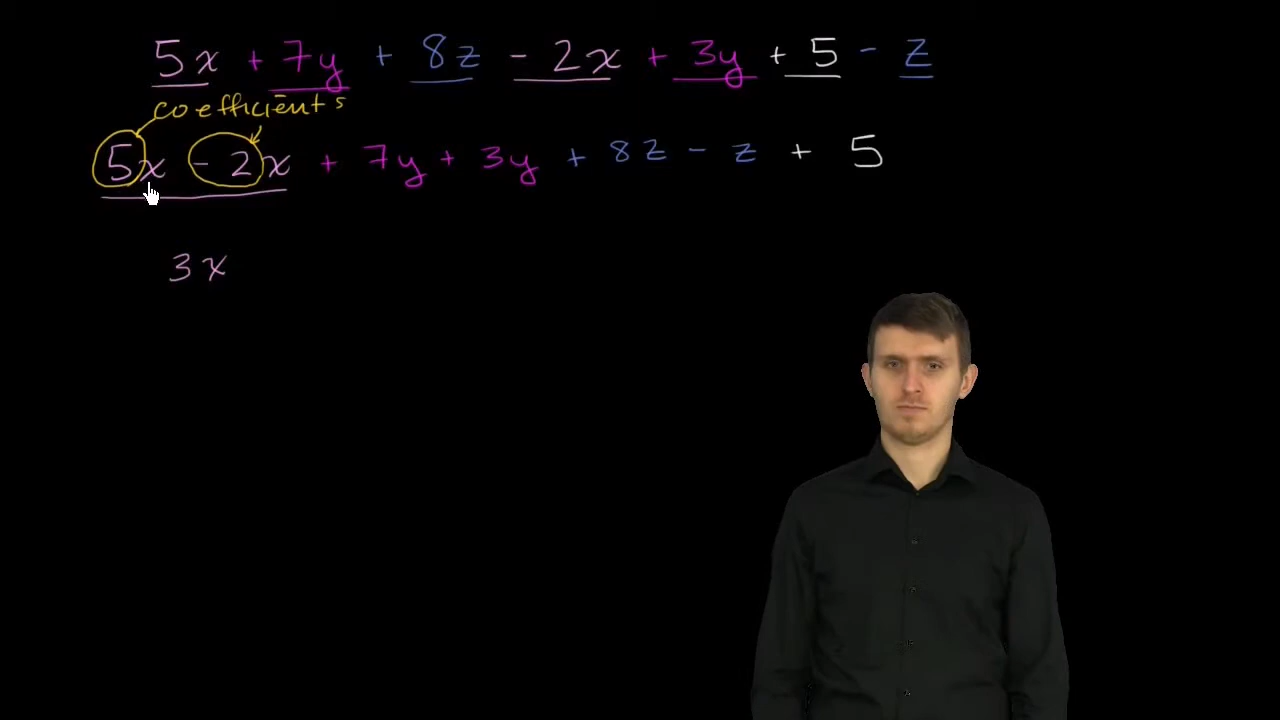 5x + 7y + 8z - 2x + 3y + 5 - z
coefficients
5x - 2x + 7y + 3y + 8z - z + 5
3x